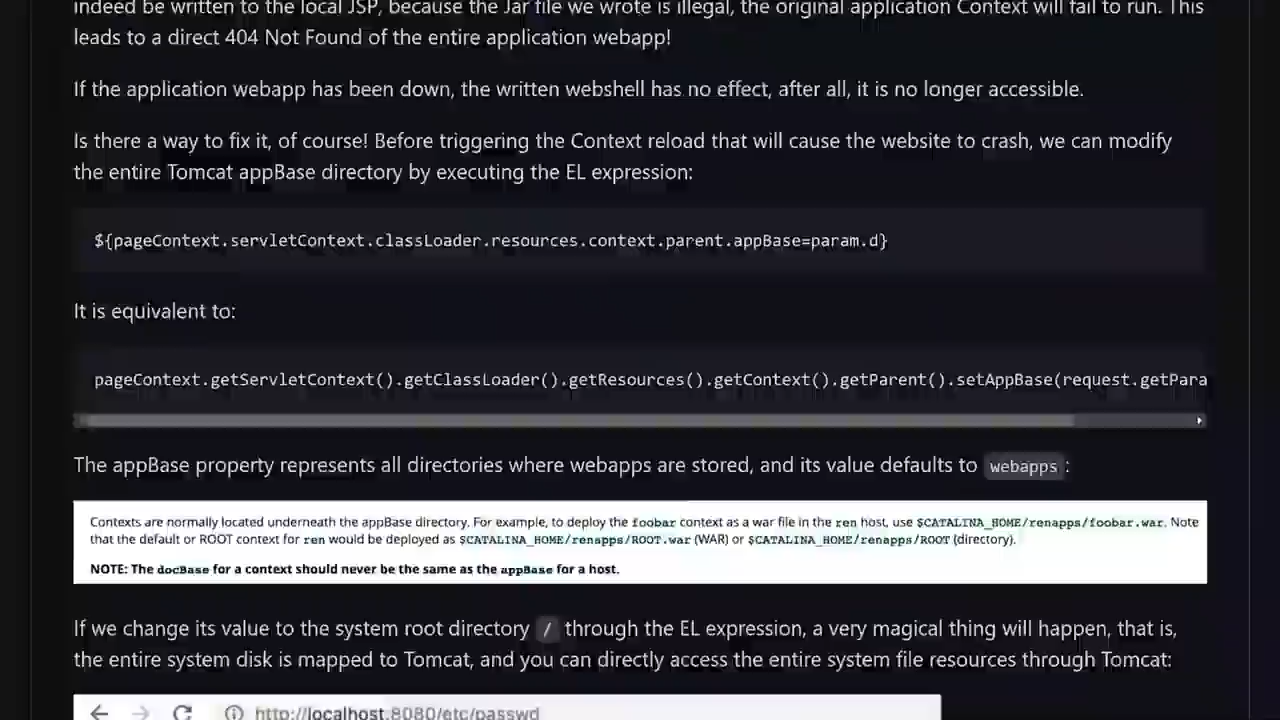 indeed be written to the local JSP, because the Jar file we wrote is illegal, the original application Context will fail to run. This
leads to a direct 404 Not Found of the entire application webapp!
If the application webapp has been down, the written webshell has no effect, after all, it is no longer accessible.
Is there a way to fix it, of course! Before triggering the Context reload that will cause the website to crash, we can modify
the entire Tomcat appBase directory by executing the EL expression:
${pageContext.servletContext.classLoader.resources.context.parent.appBase=param.d}
It is equivalent to:
pageContext.getServletContext().getClassLoader().getResources().getContext().getParent().setAppBase(request.getPara
The appBase property represents all directories where webapps are stored, and its value defaults to webapps:
Contexts are normally located underneath the appBase directory. For example, to deploy the foobar context as a war file in the ren host, use $CATALINA_HOME/renapps/foobar.war. Note
that the default or ROOT context for ren would be deployed as $CATALINA_HOME/renapps/ROOT.war (WAR) or $CATALINA_HOME/renapps/ROOT (directory).
NOTE: The docBase for a context should never be the same as the appBase for a host.
If we change its value to the system root directory / through the EL expression, a very magical thing will happen, that is,
the entire system disk is mapped to Tomcat, and you can directly access the entire system file resources through Tomcat:
http://localhost:8080/etc/passwd